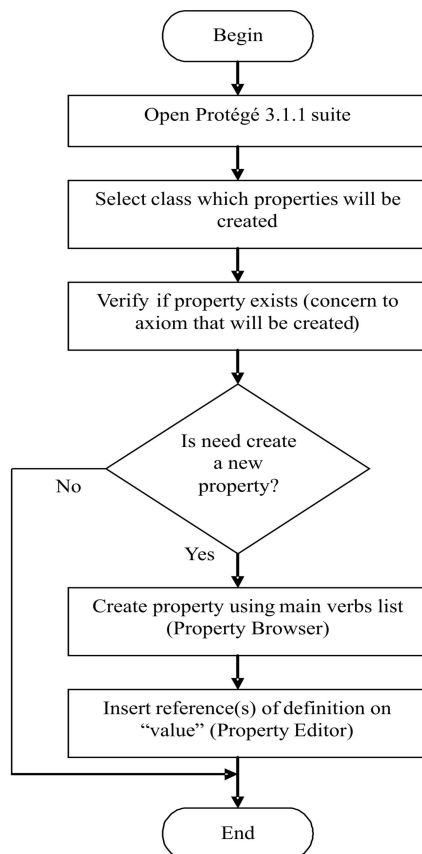 Begin
Open Protégé 3.1.1 suite
Select class which properties will be
created
Verify if property exists (concern to
axiom that will be created)
Is need create
a new
property?
No
Yes
Create property using main verbs list
(Property Browser)
Insert reference(s) of definition on
“value” (Property Editor)
End